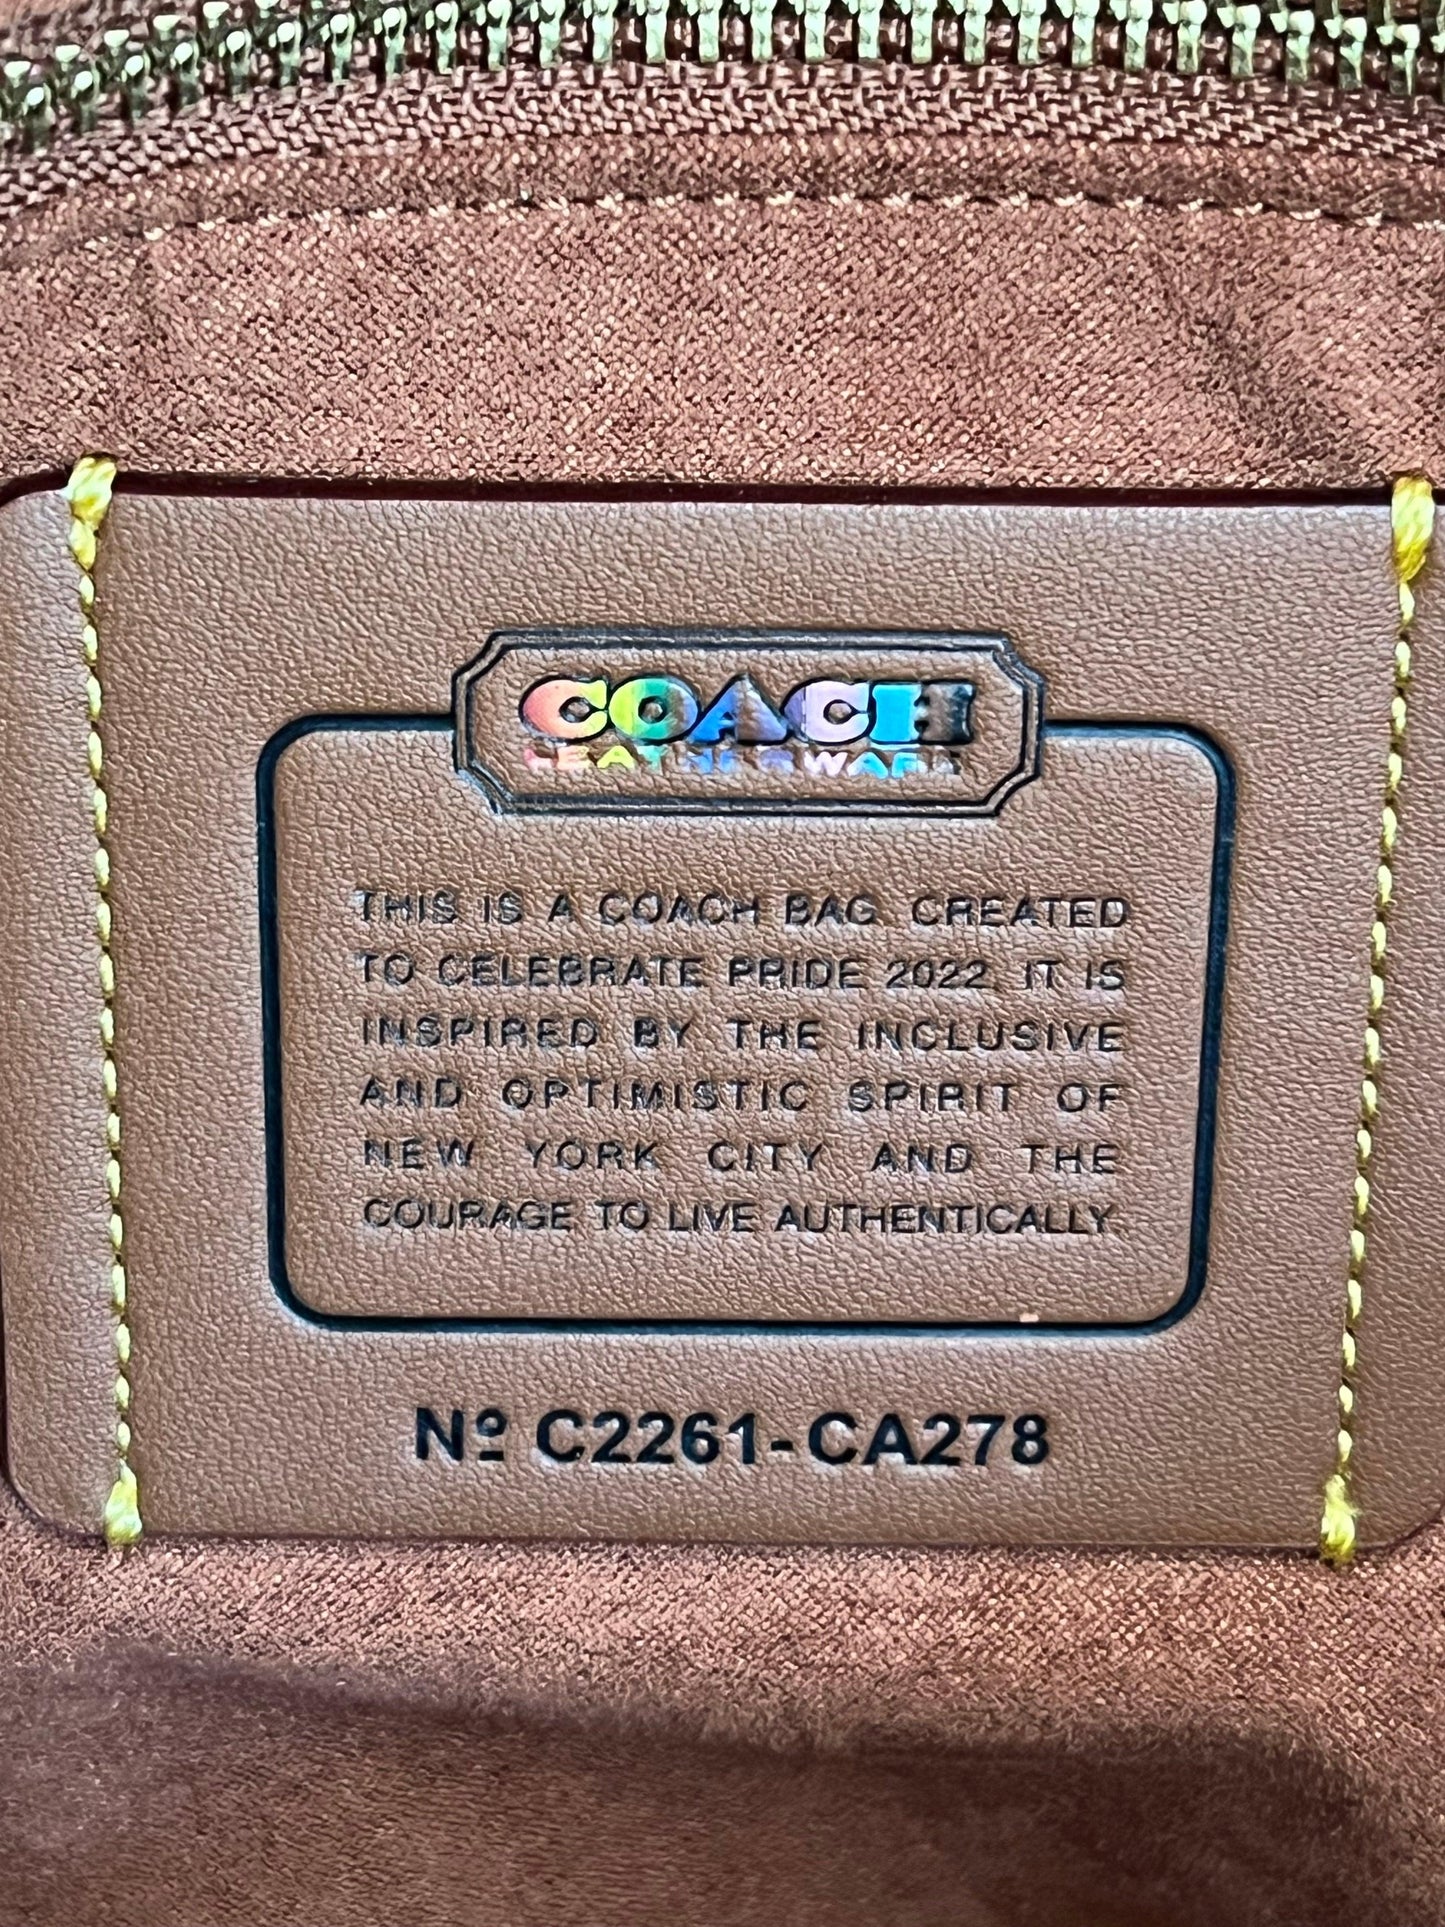 COACH
LEATHERWARE
THIS IS A COACH BAG. CREATED
TO CELEBRATE PRIDE 2022, IT IS
INSPIRED BY THE INCLUSIVE
AND OPTIMISTIC SPIRIT OF
NEW YORK CITY AND THE
COURAGE TO LIVE AUTHENTICALLY.
Nº C2261-CA278